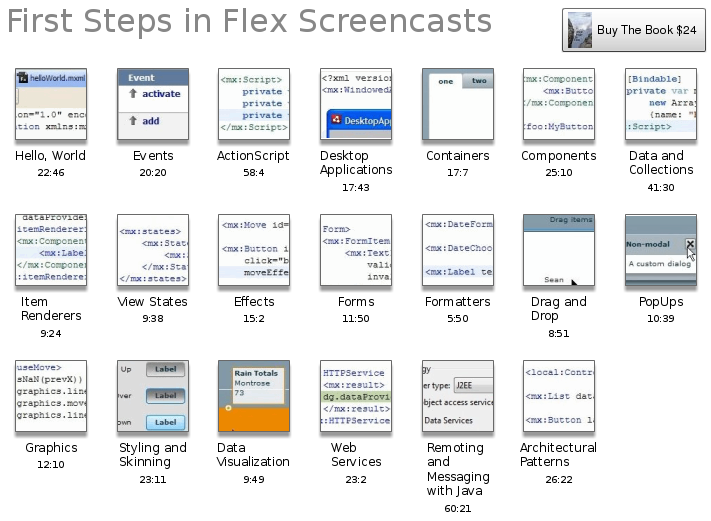 First Steps in Flex Screencasts
Buy The Book $24
helloWorld.mxml
on="1.0" enc
tion xmlns:m
Hello, World
22:46
Event
activate
add
Events
20:20
<mx:Script>
private
private
private
</mx:Script>
ActionScript
58:4
<?xml version
<mx:WindowedA
DesktopAp
Desktop
Applications
17:43
one two
Containers
17:7
mx:Component
<mx:Butto
/mx:Component
foo:MyButton
Components
25:10
[Bindable]
private var
new Array
{name: "
:Script>
Data and
Collections
41:30
dataProvider
itemRenderer
<mx:Component
<mx:Label
</mx:Compone
:itemRenderer
Item
Renderers
9:24
<mx:states>
<mx:Stat
<mx:
</mx:Sta
</mx:states>
View States
9:38
<mx:Move id=
<mx:Button i
click="b
moveEffe
Effects
15:2
Form>
<mx:FormItem
<mx:Text
vali
inva
Forms
11:50
<mx:DateForm
<mx:DateChoo
<mx:Label te
Formatters
5:50
Drag items
Sean
Drag and
Drop
8:51
Non-modal
A custom dialog
PopUps
10:39
useMove>
sNaN(prevX))
graphics.line
graphics.move
graphics.line
Graphics
12:10
Up Label
ver Label
own Label
Styling and
Skinning
23:11
Rain Totals
Montrose
73
Data
Visualization
9:49
HTTPService
<mx:result>
dg.dataProvi
</mx:result>
::HTTPService
Web
Services
23:2
gy
er type: J2EE
bject access service
Data Services
Remoting
and
Messaging
with Java
60:21
<local:Contr
<mx:List dat
<mx:Button l
Architectural
Patterns
26:22